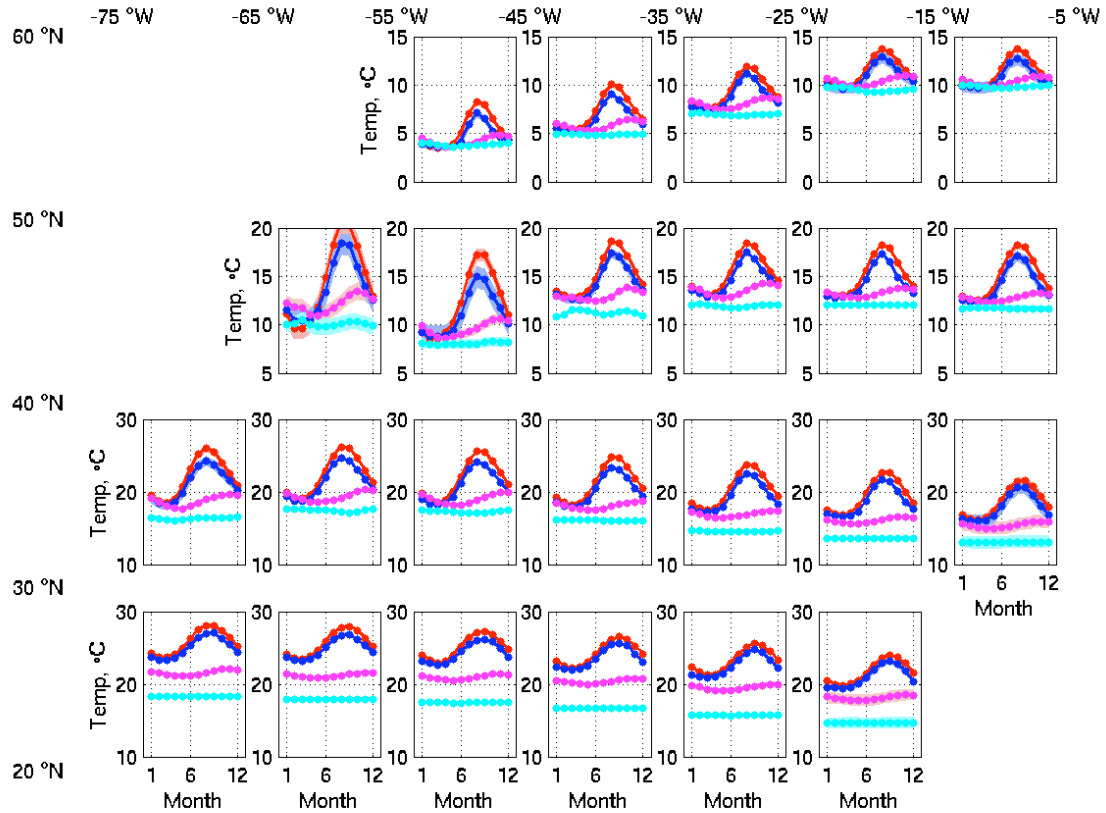 -75 °W -65 °W -55 °W -45 °W -35 °W -25 °W -15 °W -5 °W
60 °N
15 15 15 15 15
10 10 10 10 10
5 5 5 5 5
0 0 0 0 0
Temp, °C
50 °N
20 20 20 20 20 20
15 15 15 15 15 15
10 10 10 10 10 10
5 5 5 5 5 5
Temp, °C
40 °N
30 30 30 30 30 30 30
20 20 20 20 20 20 20
10 10 10 10 10 10 10
Temp, °C
1 6 12
Month
30 °N
30 30 30 30 30 30
20 20 20 20 20 20
10 10 10 10 10 10
Temp, °C
20 °N
1 6 12 1 6 12 1 6 12 1 6 12 1 6 12 1 6 12
Month Month Month Month Month Month